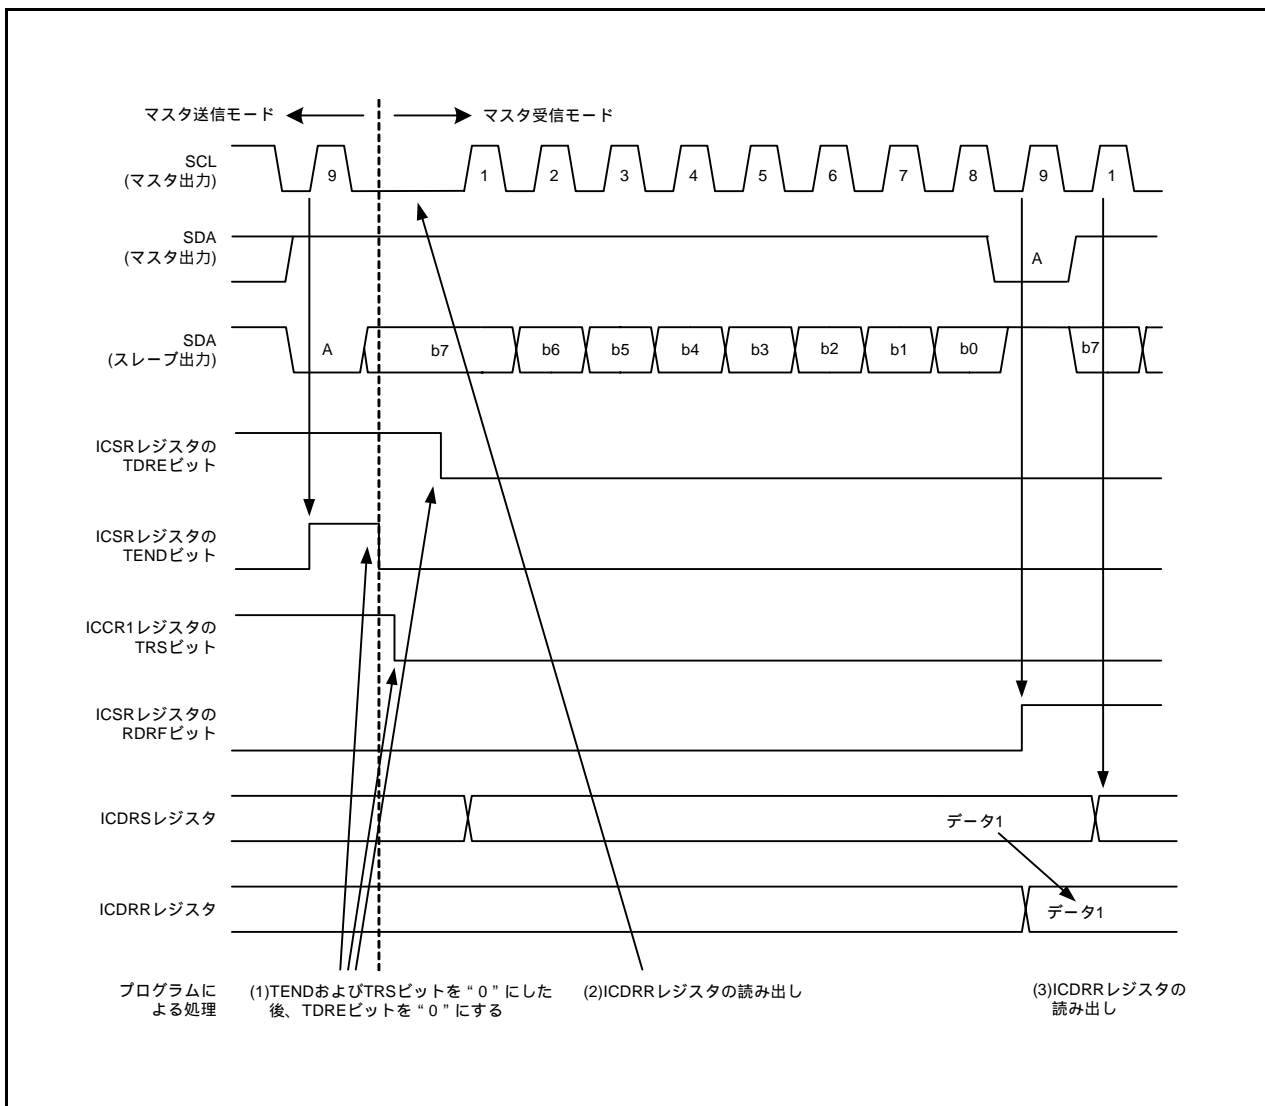 マスタ送信モード
マスタ受信モード
SCL
(マスタ出力)
9
1
2
3
4
5
6
7
8
9
1
SDA
(マスタ出力)
A
SDA
(スレーブ出力)
A
b7
b6
b5
b4
b3
b2
b1
b0
b7
ICSRレジスタの
TDREビット
ICSRレジスタの
TENDビット
ICCR1レジスタの
TRSビット
ICSRレジスタの
RDRFビット
ICDRSレジスタ
データ1
ICDRRレジスタ
データ1
プログラムに
よる処理
(1)TENDおよびTRSビットを“0”にした
後、TDREビットを“0”にする
(2)ICDRRレジスタの読み出し
(3)ICDRRレジスタの
読み出し